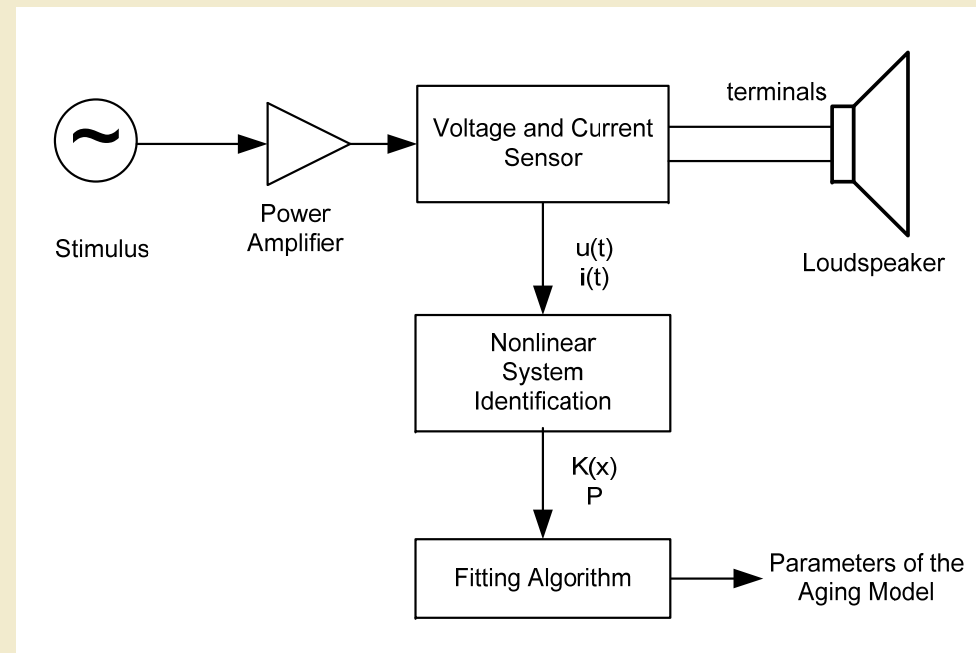 Stimulus
Power
Amplifier
Voltage and Current
Sensor
terminals
Loudspeaker
u(t)
i(t)
Nonlinear
System
Identification
K(x)
P
Fitting Algorithm
Parameters of the
Aging Model